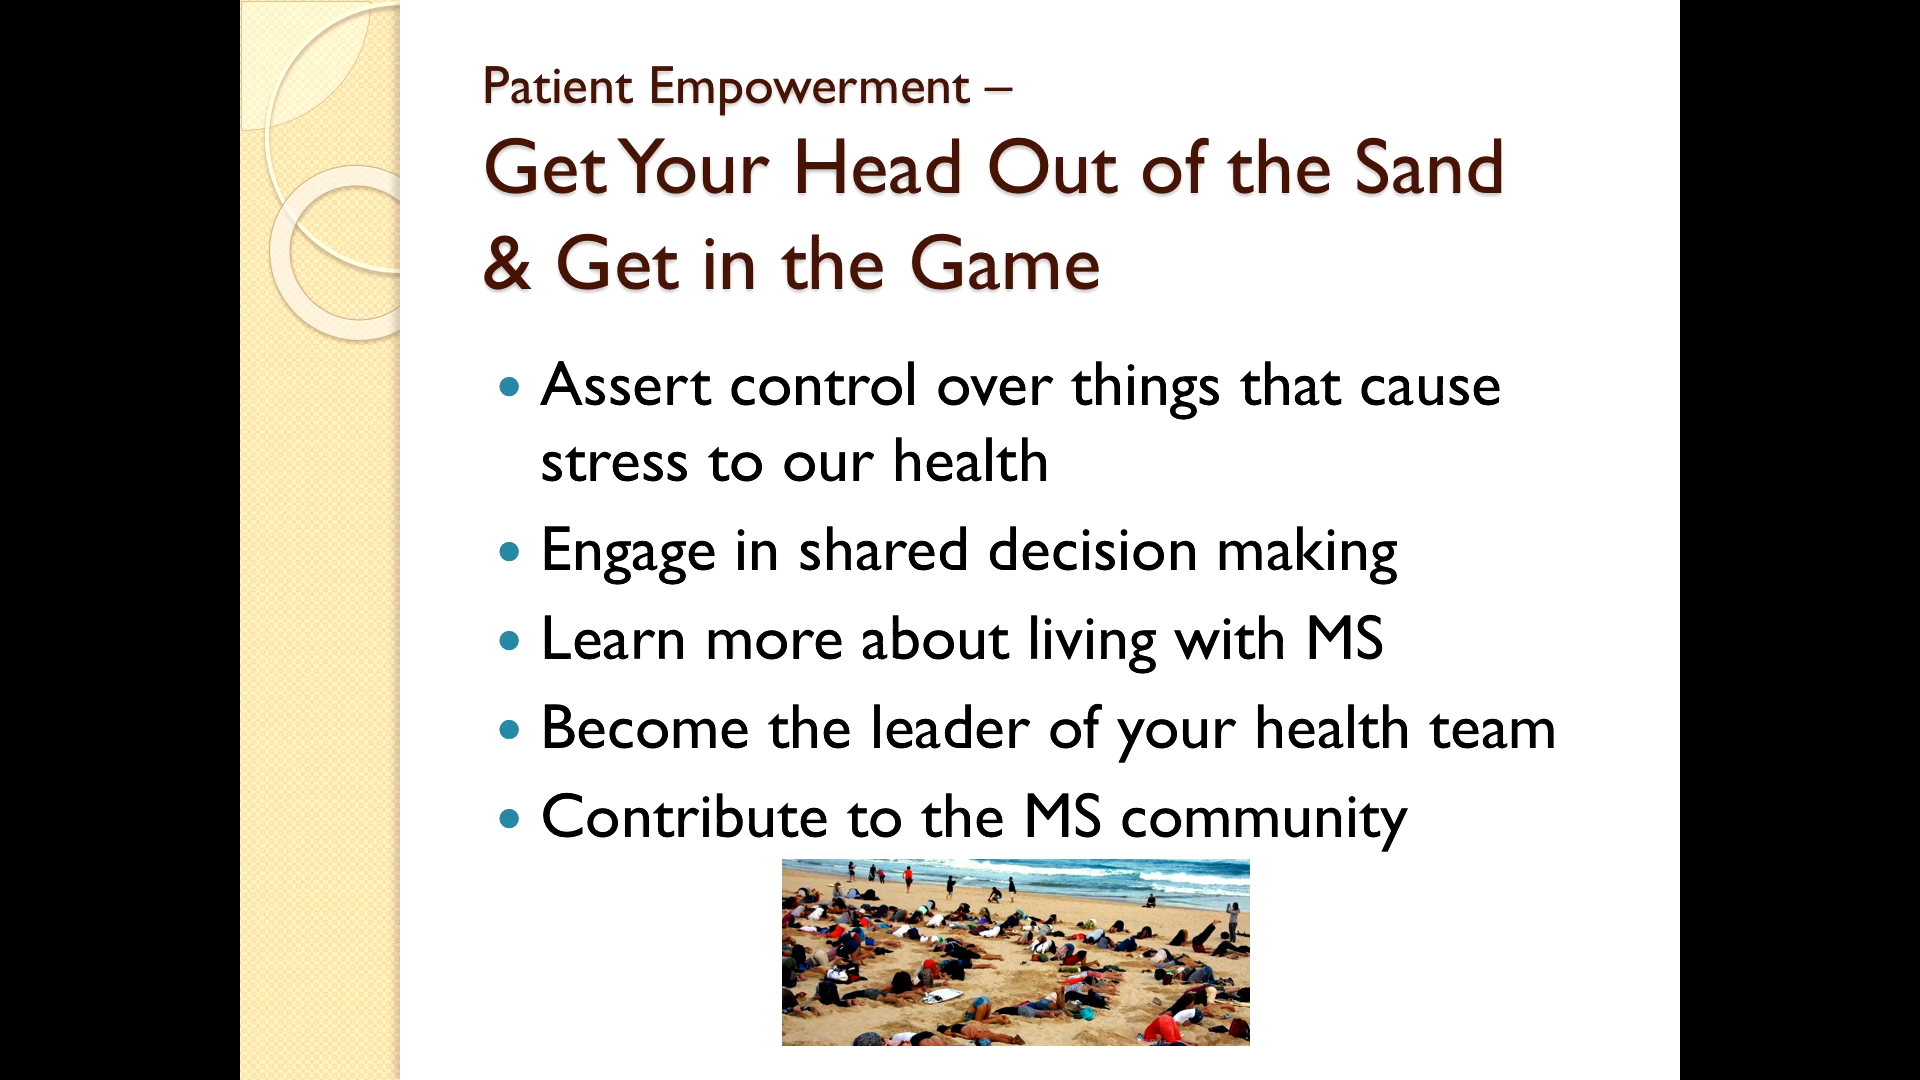 Patient Empowerment –
Get Your Head Out of the Sand
& Get in the Game
• Assert control over things that cause
stress to our health
• Engage in shared decision making
• Learn more about living with MS
• Become the leader of your health team
• Contribute to the MS community